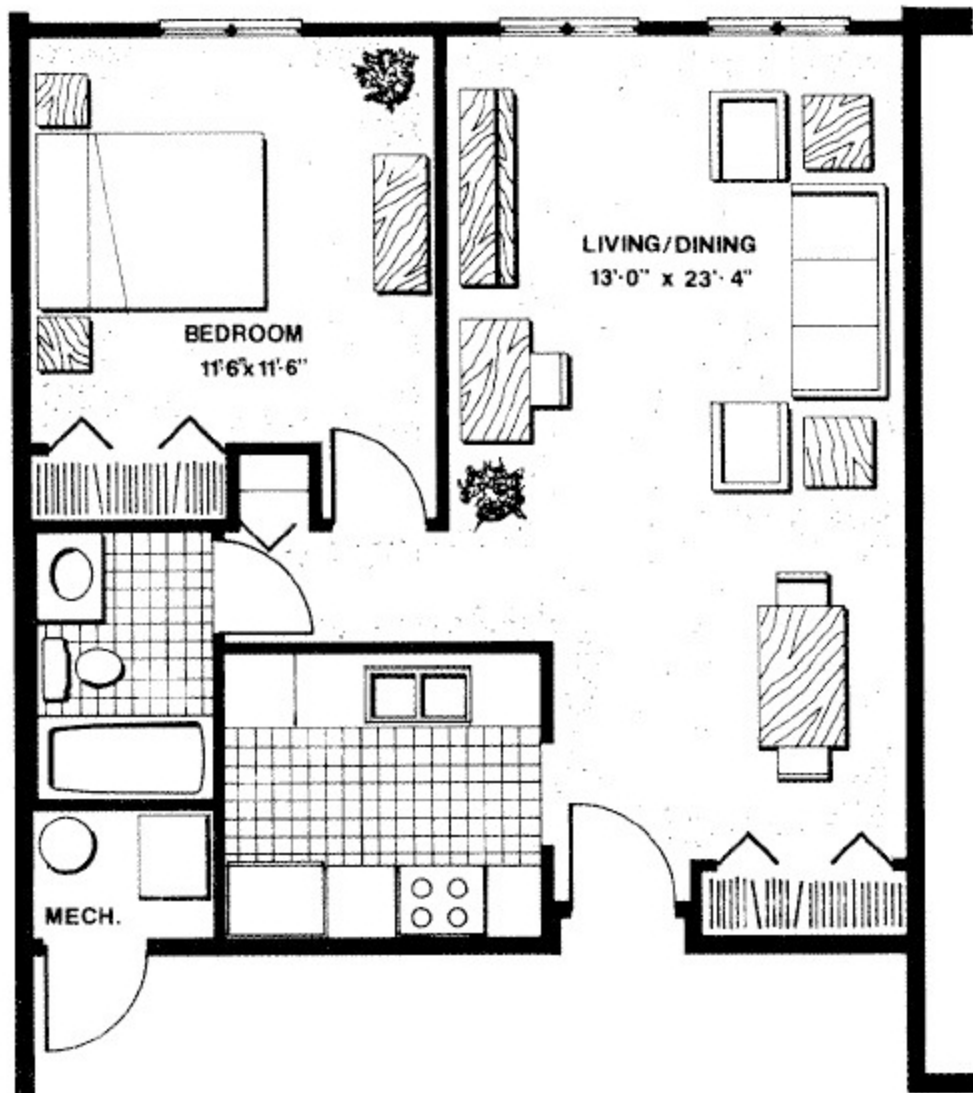 LIVING/DINING
13'-0" x 23'-4"
BEDROOM
11'6"x 11'-6"
MECH.